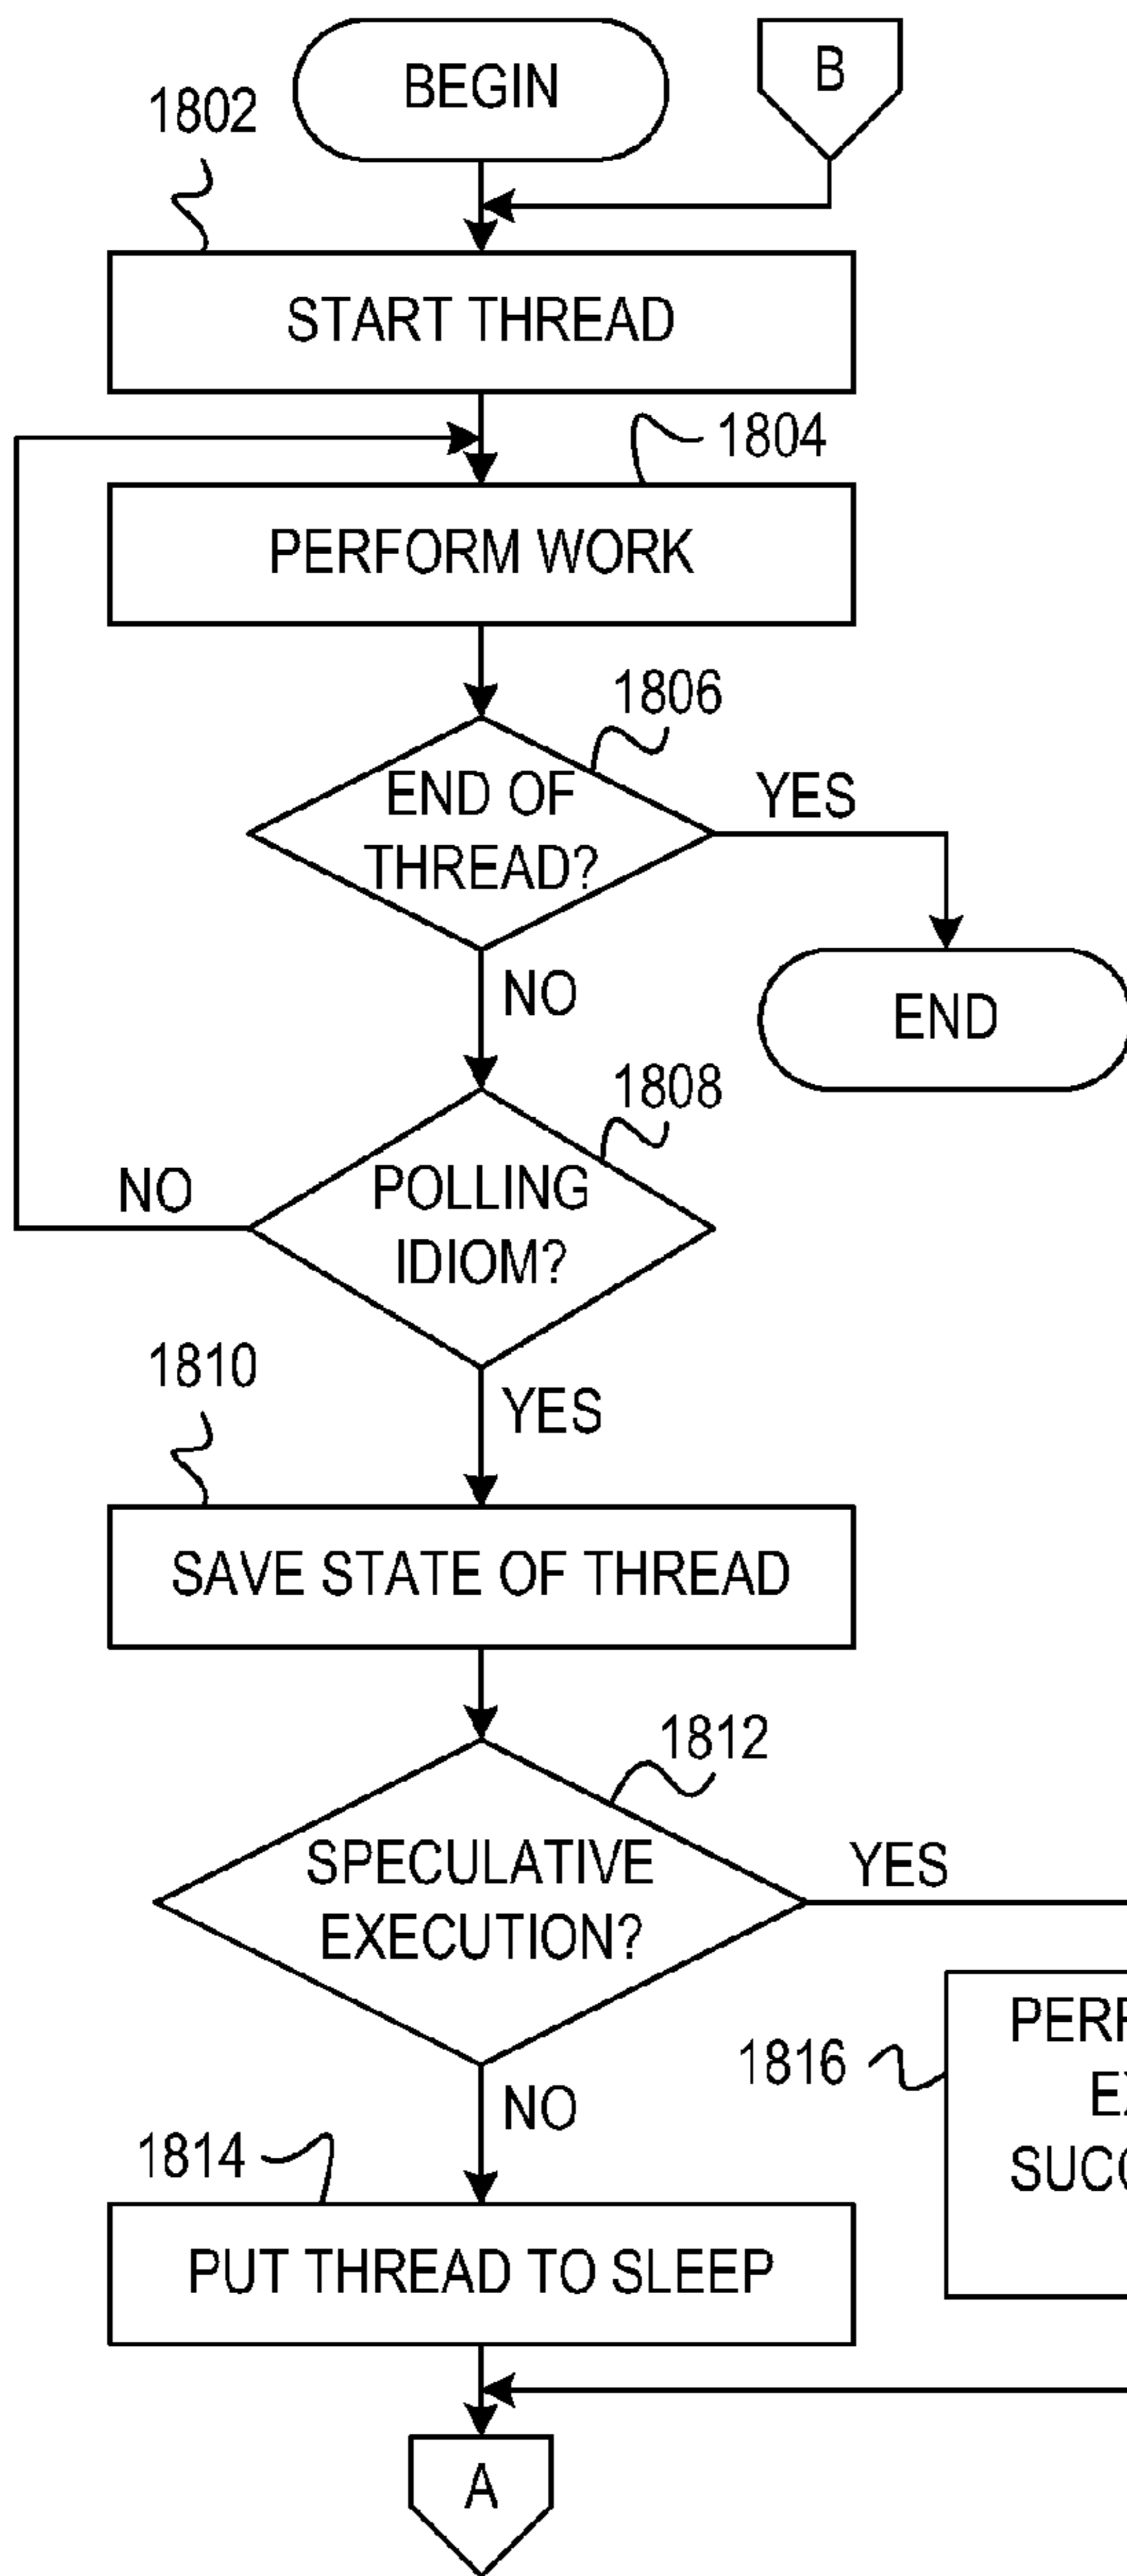 BEGIN
B
1802
START THREAD
1804
PERFORM WORK
1806
END OF
THREAD?
YES
NO
END
1808
POLLING
IDIOM?
NO
YES
1810
SAVE STATE OF THREAD
1812
SPECULATIVE
EXECUTION?
YES
NO
1816
1814
PUT THREAD TO SLEEP
A